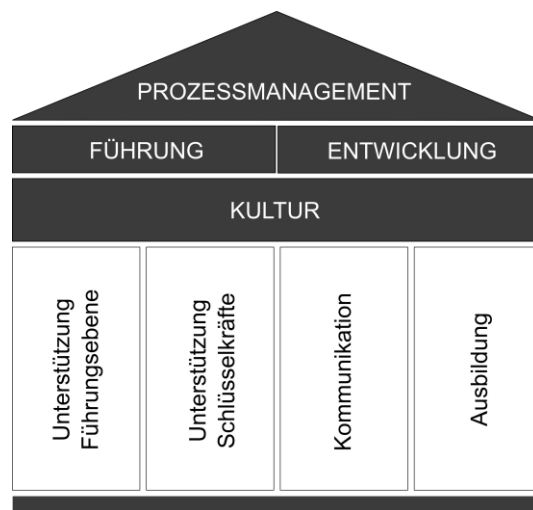 PROZESSMANAGEMENT
FÜHRUNG
ENTWICKLUNG
KULTUR
Unterstützung
Führungsebene
Unterstützung
Schlüsselkräfte
Kommunikation
Ausbildung